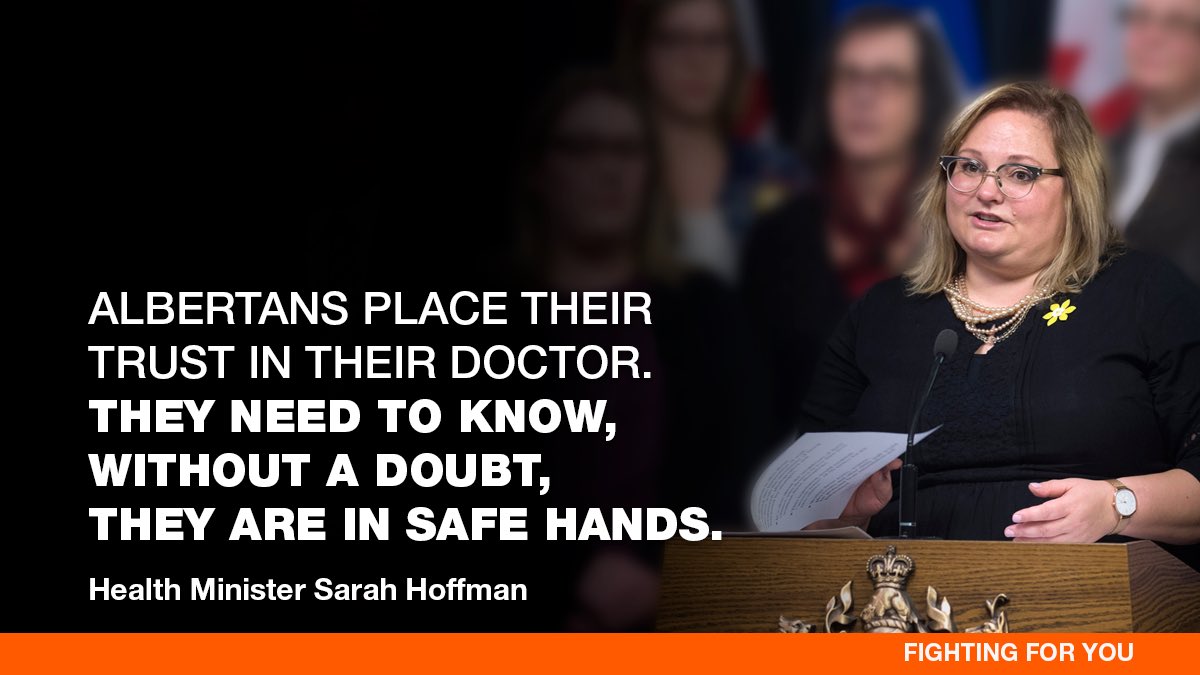 ALBERTANS PLACE THEIR
TRUST IN THEIR DOCTOR.
THEY NEED TO KNOW,
WITHOUT A DOUBT,
THEY ARE IN SAFE HANDS.
Health Minister Sarah Hoffman
FIGHTING FOR YOU